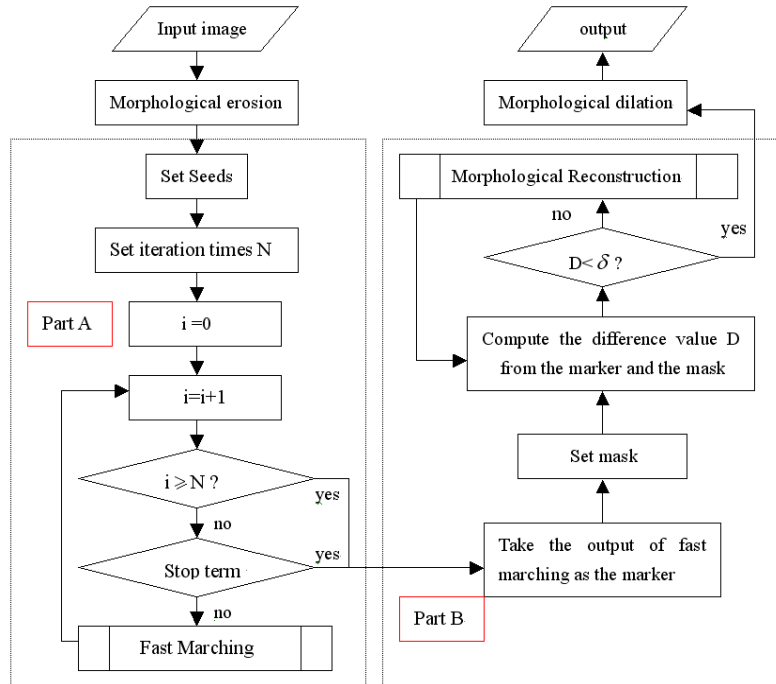 Input image
Morphological erosion
Set Seeds
Set iteration times N
Part A
i =0
i=i+1
i ⩾ N ?
yes
no
Stop term
yes
no
Fast Marching
output
Morphological dilation
Morphological Reconstruction
no
yes
D< δ ?
Compute the difference value D
from the marker and the mask
Set mask
Take the output of fast
marching as the marker
Part B